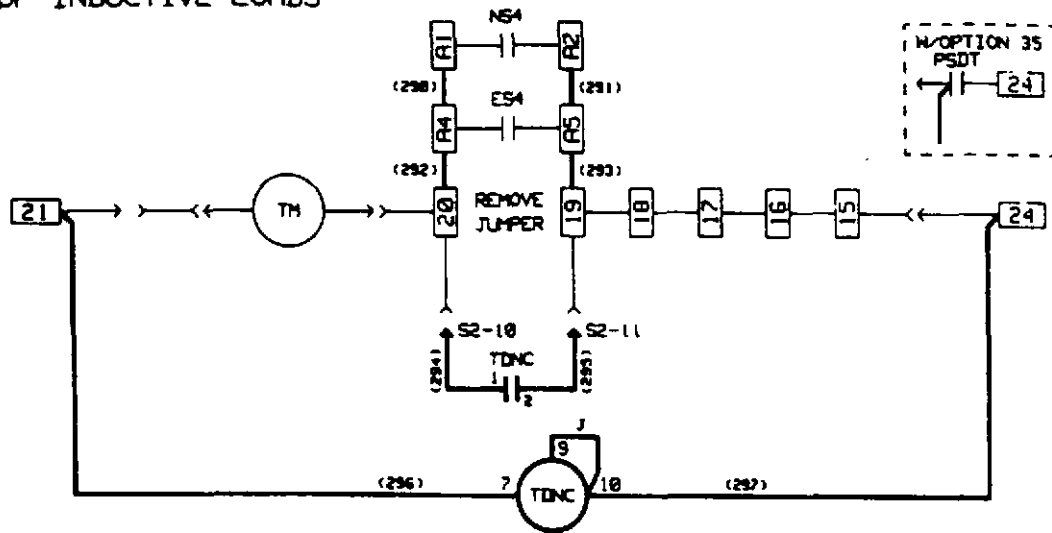 OF INDUCTIVE LOADS
NS4
A1
A2
W/OPTION 35
PSDT
24
(290)
(291)
ES4
A4
A5
(292)
(293)
21
TM
20
REMOVE
JUMPER
19
18
17
16
15
24
S2-10
S2-11
(294)
TDNC
1
2
(295)
J
9
(296)
7
TDNC
10
(297)